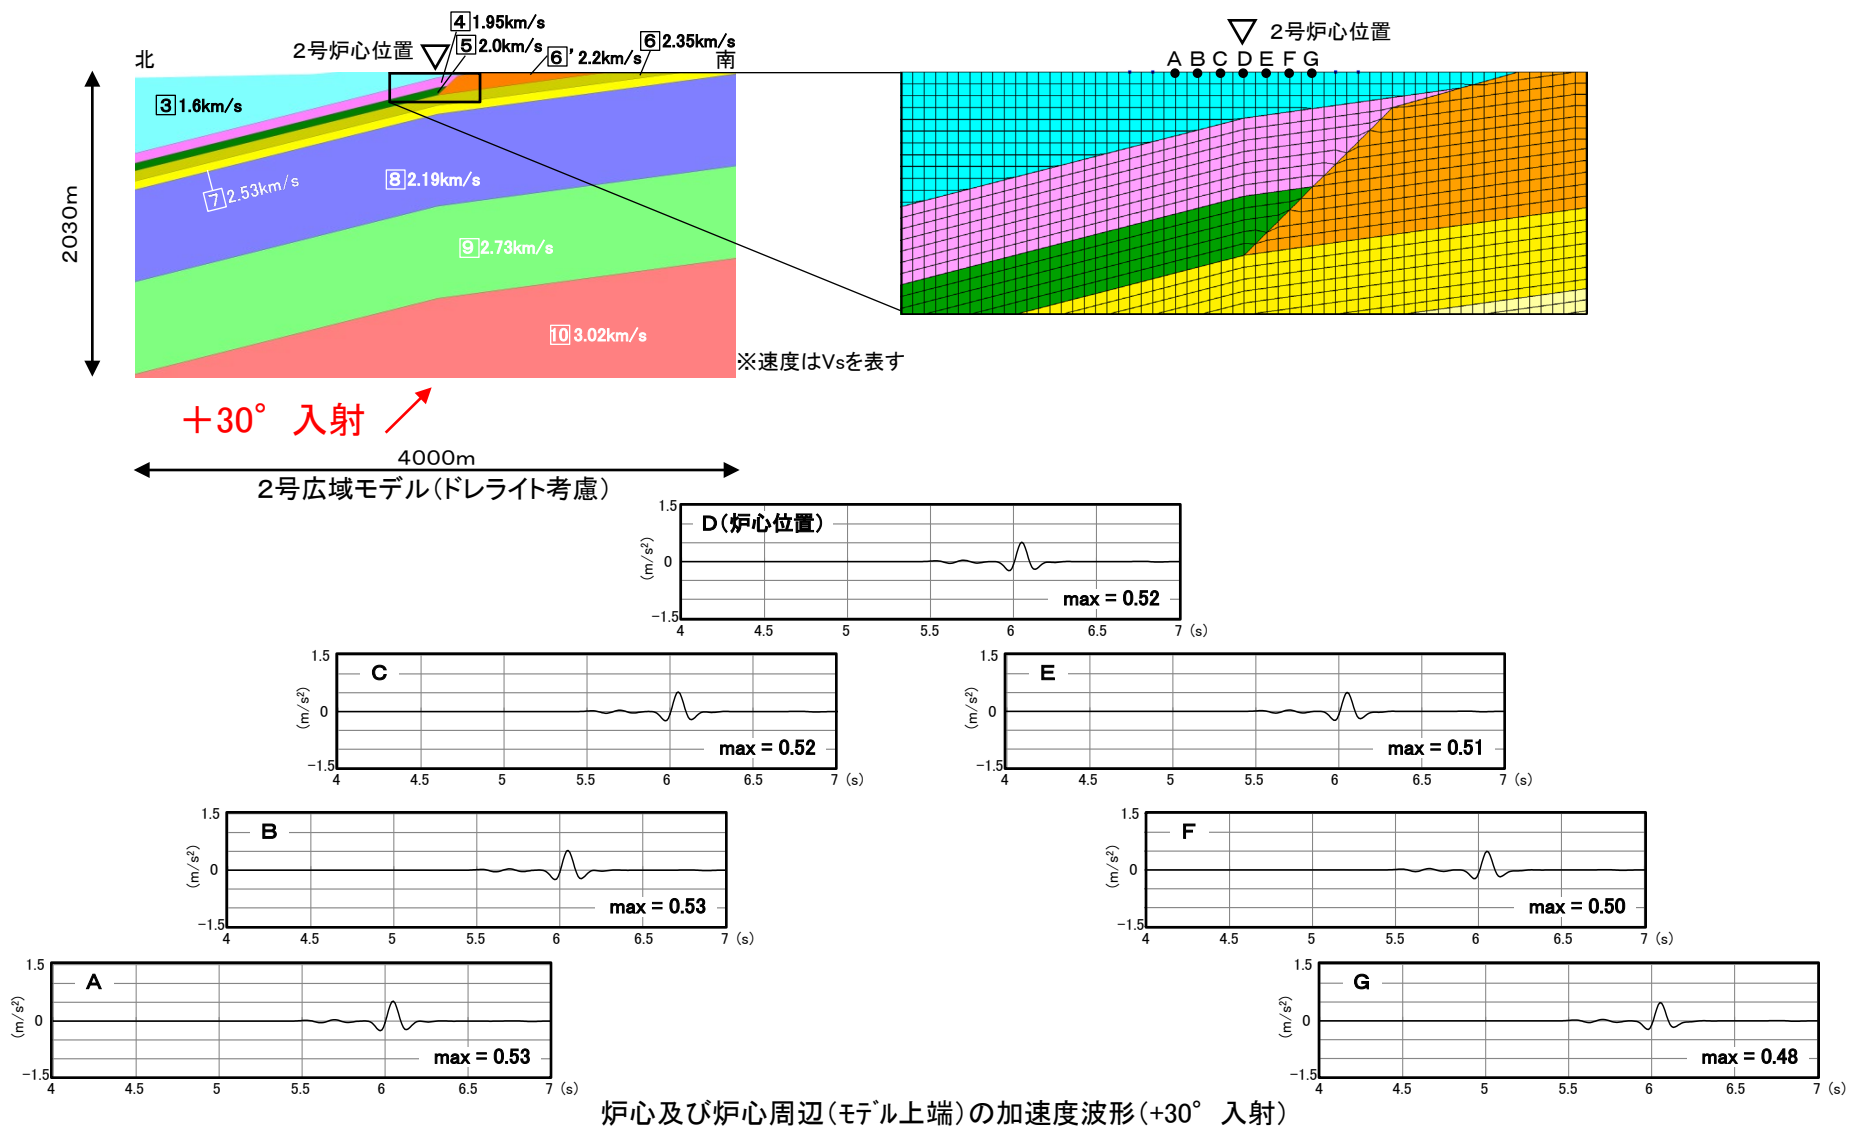 北
2号炉心位置
4 1.95km/s
5 2.0km/s
6' 2.2km/s
6 2.35km/s
南
3 1.6km/s
7 2.53km/s
8 2.19km/s
9 2.73km/s
10 3.02km/s
2030m
※速度はVsを表す
+30° 入射
4000m
2号広域モデル(ドレライト考慮)
2号炉心位置
A B C D E F G
D(炉心位置)
1.5
0
-1.5
(m/s²)
max = 0.52
4 4.5 5 5.5 6 6.5 7 (s)
C
1.5
0
-1.5
(m/s²)
max = 0.52
4 4.5 5 5.5 6 6.5 7 (s)
E
1.5
0
-1.5
(m/s²)
max = 0.51
4 4.5 5 5.5 6 6.5 7 (s)
B
1.5
0
-1.5
(m/s²)
max = 0.53
4 4.5 5 5.5 6 6.5 7 (s)
F
1.5
0
-1.5
(m/s²)
max = 0.50
4 4.5 5 5.5 6 6.5 7 (s)
A
1.5
0
-1.5
(m/s²)
max = 0.53
4 4.5 5 5.5 6 6.5 7 (s)
G
1.5
0
-1.5
(m/s²)
max = 0.48
4 4.5 5 5.5 6 6.5 7 (s)
炉心及び炉心周辺(ﾓﾃﾞﾙ上端)の加速度波形(+30° 入射)